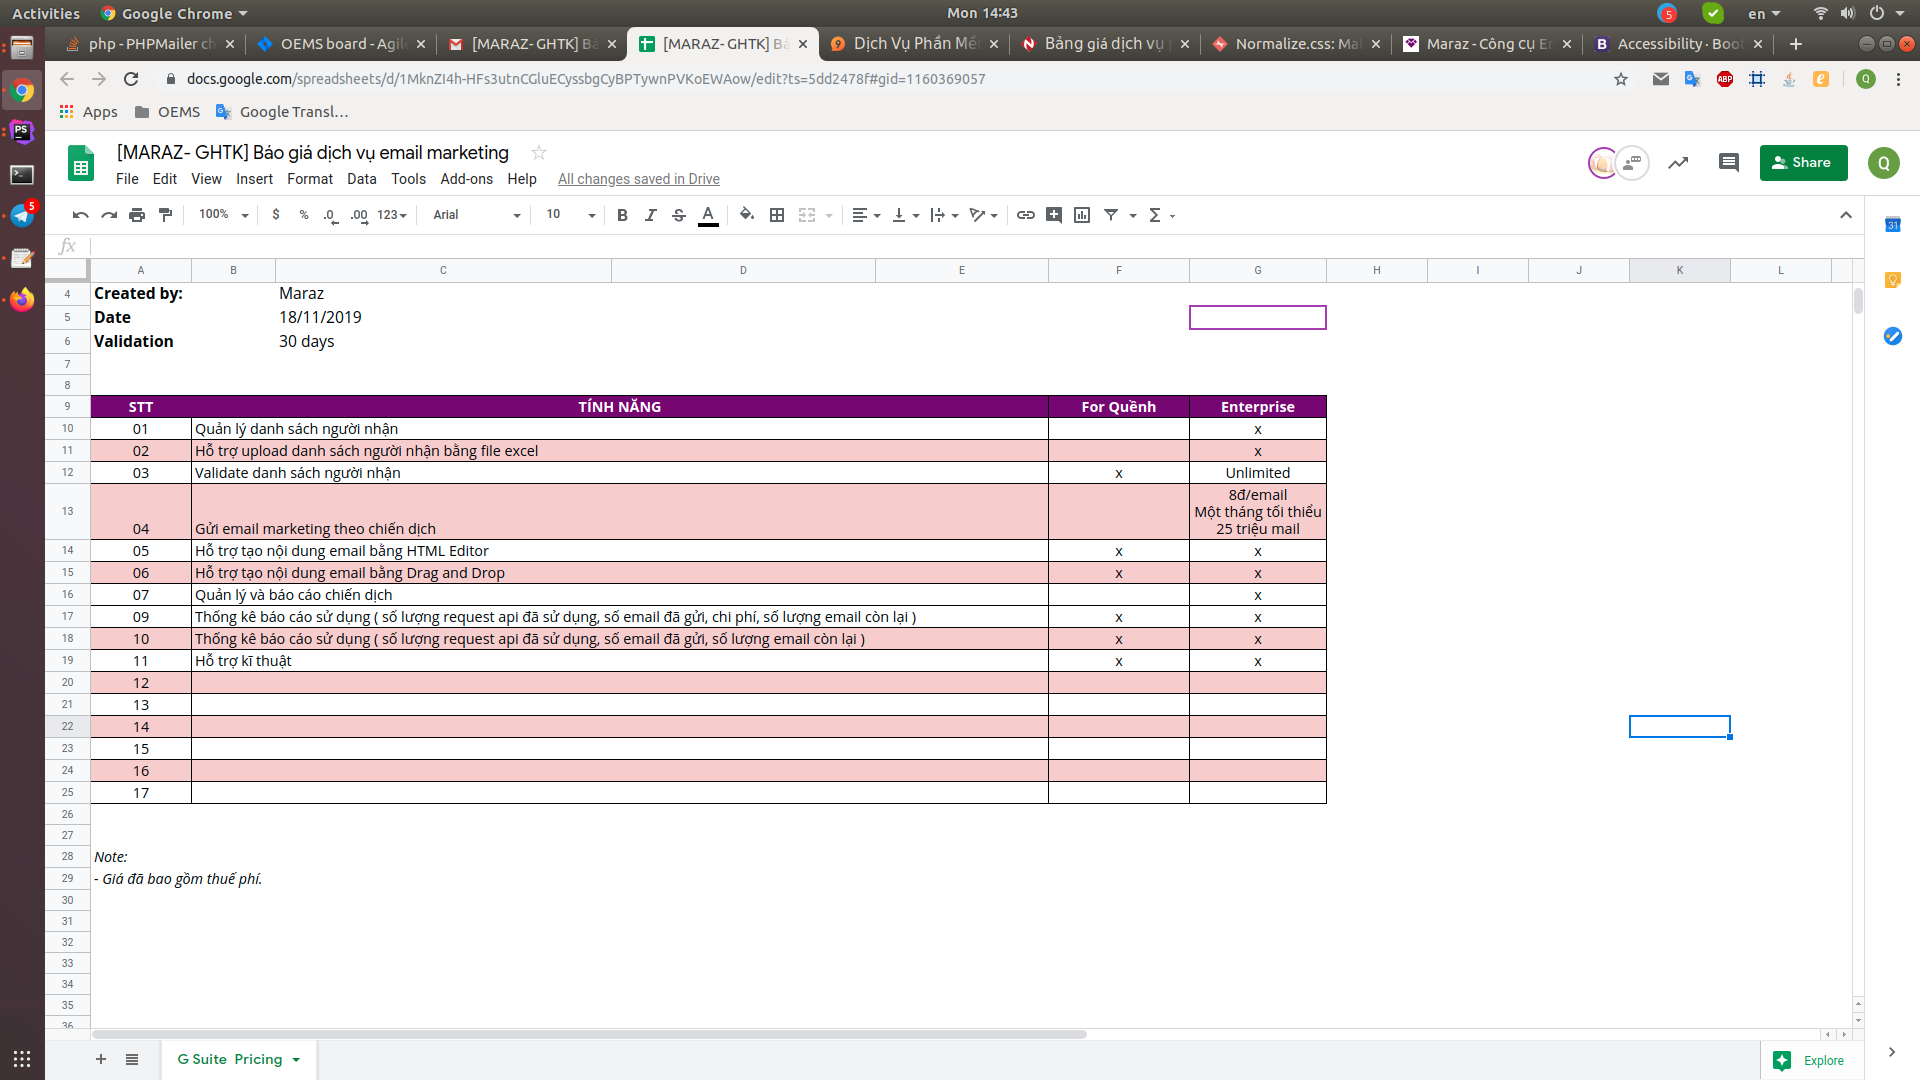 Activities Google Chrome Mon 14:43 5 en
php - PHPMailer ch OEMS board - Agil [MARAZ- GHTK] Bá [MARAZ- GHTK] Bá Dịch Vụ Phần Mề Bảng giá dịch vụ Normalize.css: Ma Maraz - Công cụ E Accessibility · Boo
docs.google.com/spreadsheets/d/1MknZI4h-HFs3utnCGluECyssbgCyBPTywnPVKoEWAow/edit?ts=5dd2478f#gid=1160369057 ABP Q
Apps OEMS Google Transl...
[MARAZ- GHTK] Báo giá dịch vụ email marketing
Share Q
File Edit View Insert Format Data Tools Add-ons Help All changes saved in Drive
100% $ % .0 .00 123 Arial 10 B I S A Σ
fx
31
A B C D E F G H I J K L
4 Created by: Maraz
5 Date 18/11/2019
6 Validation 30 days
7
8
9 STT TÍNH NĂNG For Quềnh Enterprise
10 01 Quản lý danh sách người nhận x
11 02 Hỗ trợ upload danh sách người nhận bằng file excel x
12 03 Validate danh sách người nhận x Unlimited
8đ/email
13 Một tháng tối thiểu
04 Gửi email marketing theo chiến dịch 25 triệu mail
14 05 Hỗ trợ tạo nội dung email bằng HTML Editor x x
15 06 Hỗ trợ tạo nội dung email bằng Drag and Drop x x
16 07 Quản lý và báo cáo chiến dịch x
17 09 Thống kê báo cáo sử dụng ( số lượng request api đã sử dụng, số email đã gửi, chi phí, số lượng email còn lại ) x x
18 10 Thống kê báo cáo sử dụng ( số lượng request api đã sử dụng, số email đã gửi, số lượng email còn lại ) x x
19 11 Hỗ trợ kĩ thuật x x
20 12
21 13
22 14
23 15
24 16
25 17
26
27
28 Note:
29 - Giá đã bao gồm thuế phí.
30
31
32
33
34
35
36
G Suite Pricing Explore
PS
5